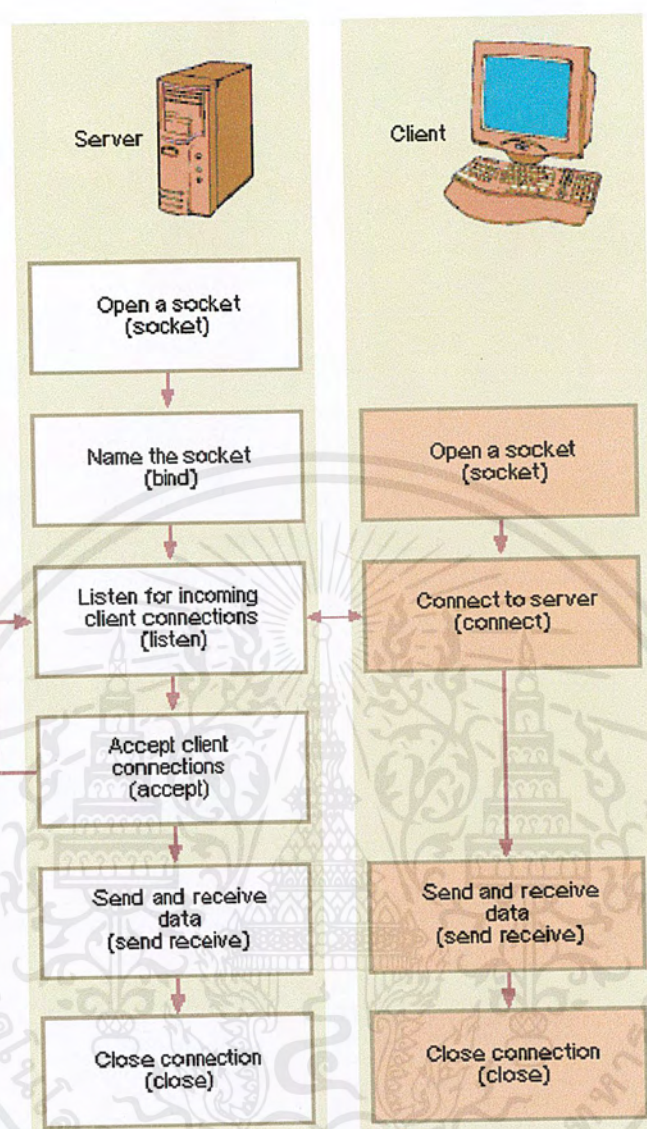 Server
Client
Open a socket
(socket)
Name the socket
(bind)
Open a socket
(socket)
Listen for incoming
client connections
(listen)
Connect to server
(connect)
Accept client
connections
(accept)
Send and receive
data
(send receive)
Send and receive
data
(send receive)
Close connection
(close)
Close connection
(close)